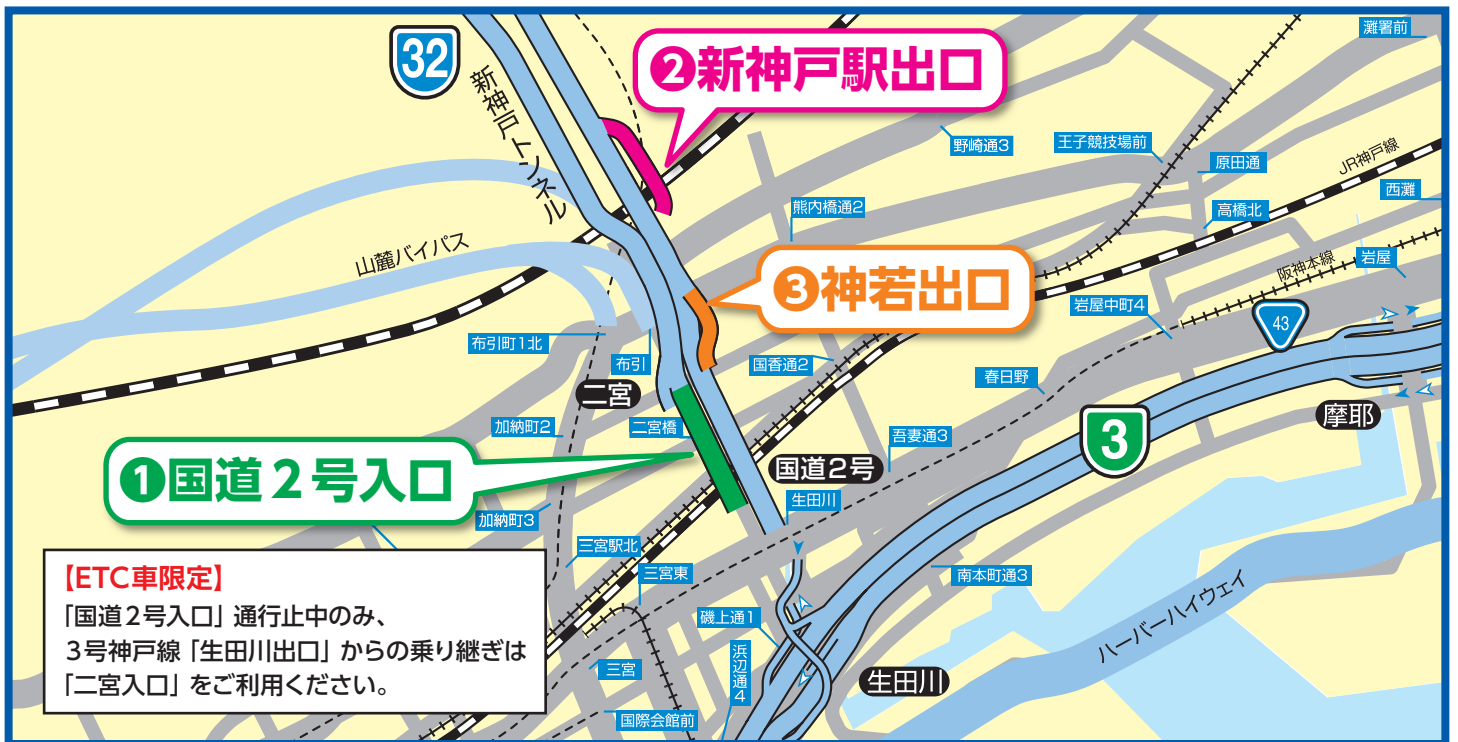 灘署前
32
❷新神戸駅出口
新神戸トンネル
野崎通3
王子競技場前
原田通
JR神戸線
西灘
熊内橋通2
高橋北
山麓バイパス
阪神本線
岩屋
❸神若出口
岩屋中町4
43
布引町1北
布引
国香通2
春日野
二宮
3
摩耶
加納町2
二宮橋
吾妻通3
❶国道2号入口
国道2号
生田川
加納町3
三宮駅北
三宮東
南本町通3
ハーバーハイウェイ
磯上通1
浜辺通4
三宮
生田川
国際会館前
【ETC車限定】
「国道2号入口」通行止中のみ、
3号神戸線「生田川出口」からの乗り継ぎは
「二宮入口」をご利用ください。